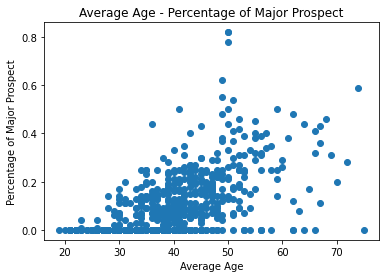 Average Age - Percentage of Major Prospect
Percentage of Major Prospect
0.8
0.6
0.4
0.2
0.0
20 30 40 50 60 70
Average Age